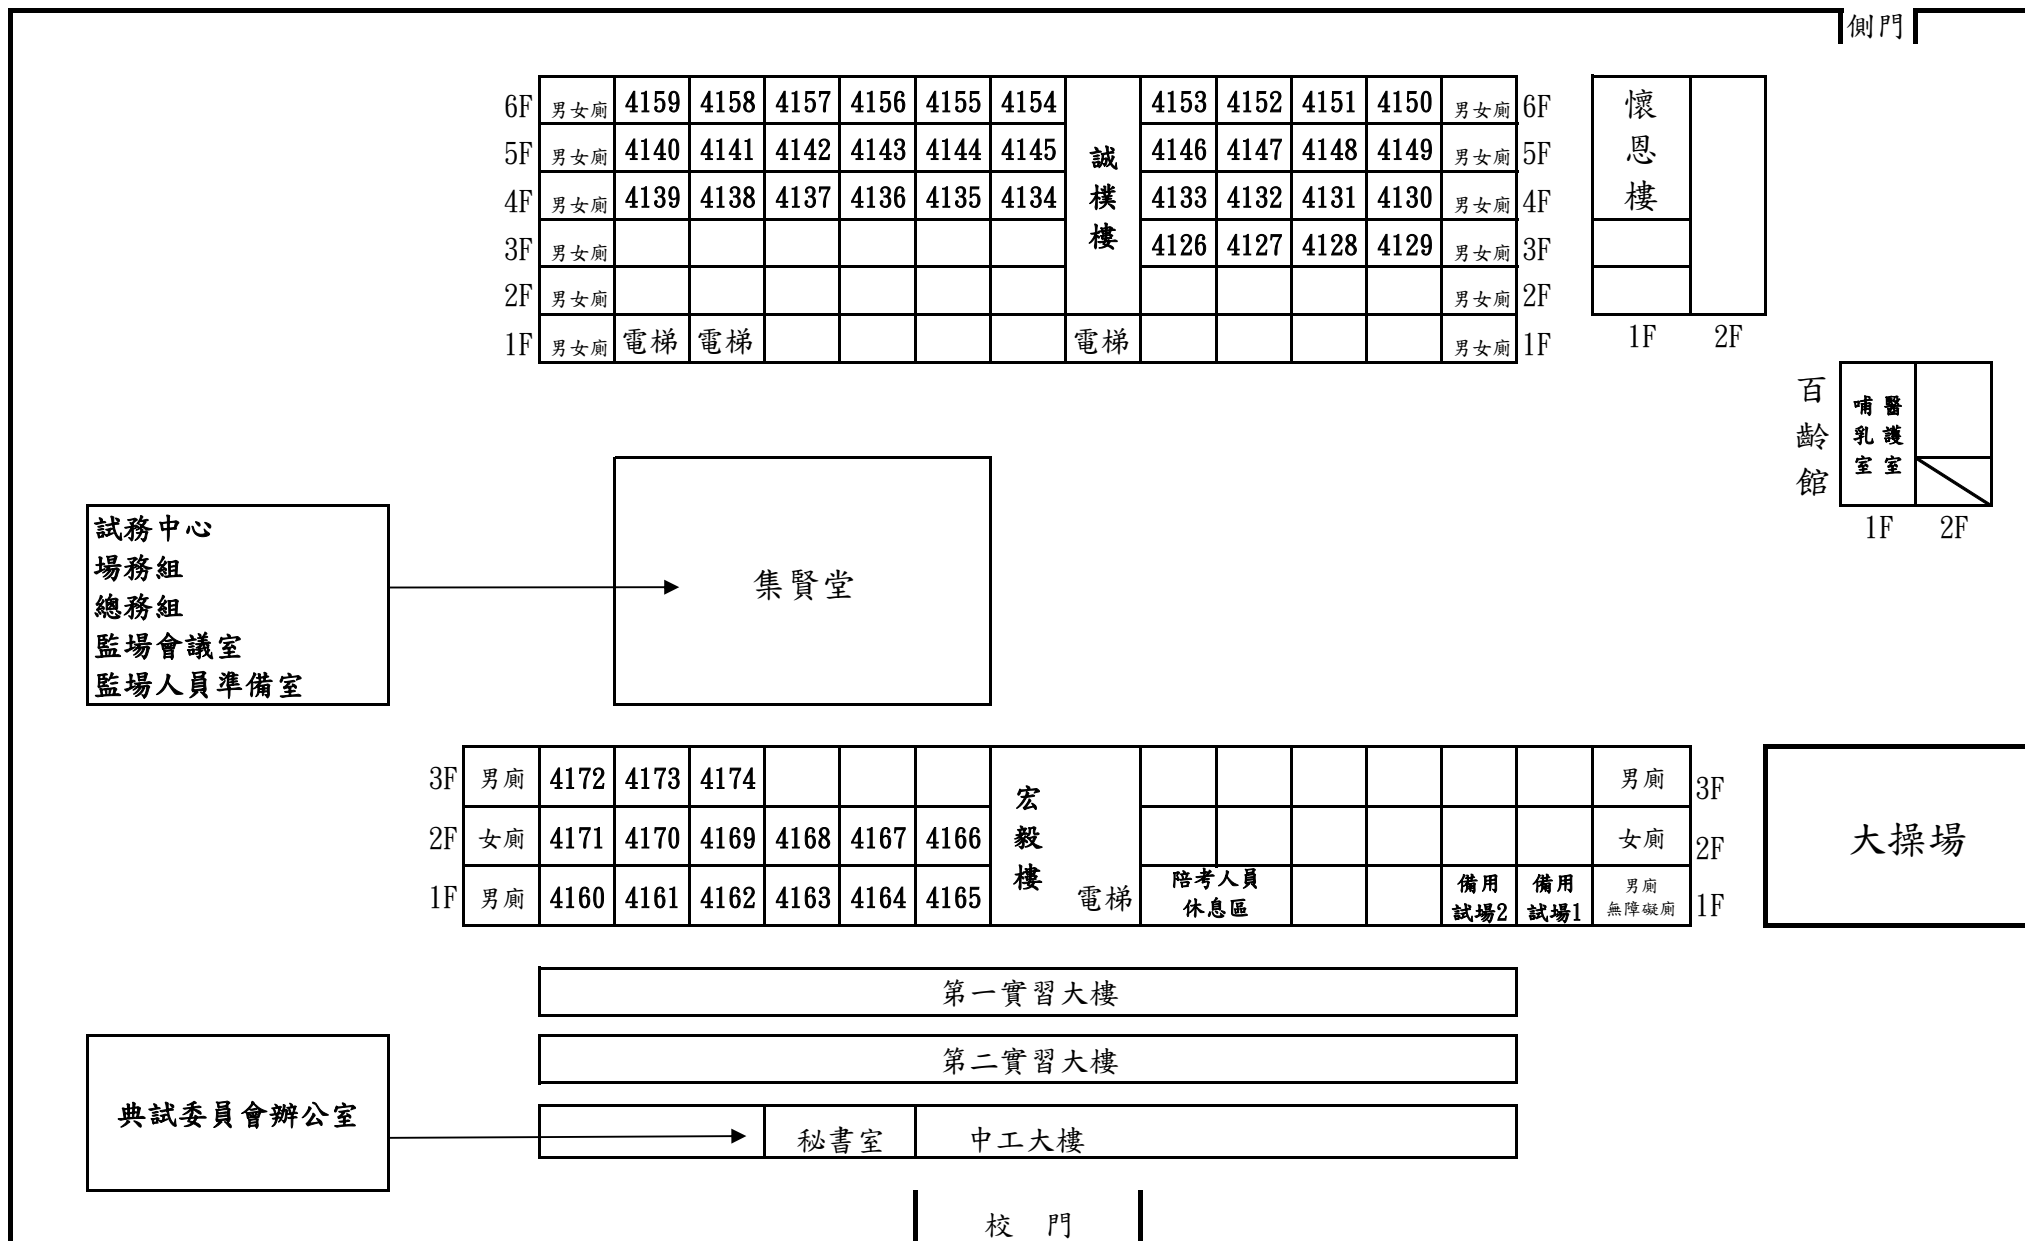 側門
6F 男女廁 4159 4158 4157 4156 4155 4154 4153 4152 4151 4150 男女廁 6F
5F 男女廁 4140 4141 4142 4143 4144 4145 4146 4147 4148 4149 男女廁 5F
4F 男女廁 4139 4138 4137 4136 4135 4134 4133 4132 4131 4130 男女廁 4F
3F 男女廁 4126 4127 4128 4129 男女廁 3F
2F 男女廁 男女廁 2F
1F 男女廁 電梯 電梯 電梯 男女廁 1F
誠樸樓
懷恩樓
1F 2F
百齡館
醫護室
哺乳室
1F 2F
試務中心
場務組
總務組
監場會議室
監場人員準備室
集賢堂
3F 男廁 4172 4173 4174 男廁 3F
2F 女廁 4171 4170 4169 4168 4167 4166 女廁 2F
1F 男廁 4160 4161 4162 4163 4164 4165 電梯
宏毅樓
陪考人員
休息區
備用
試場2
備用
試場1
男廁
無障礙廁
1F
大操場
第一實習大樓
第二實習大樓
典試委員會辦公室
秘書室 中工大樓
校 門